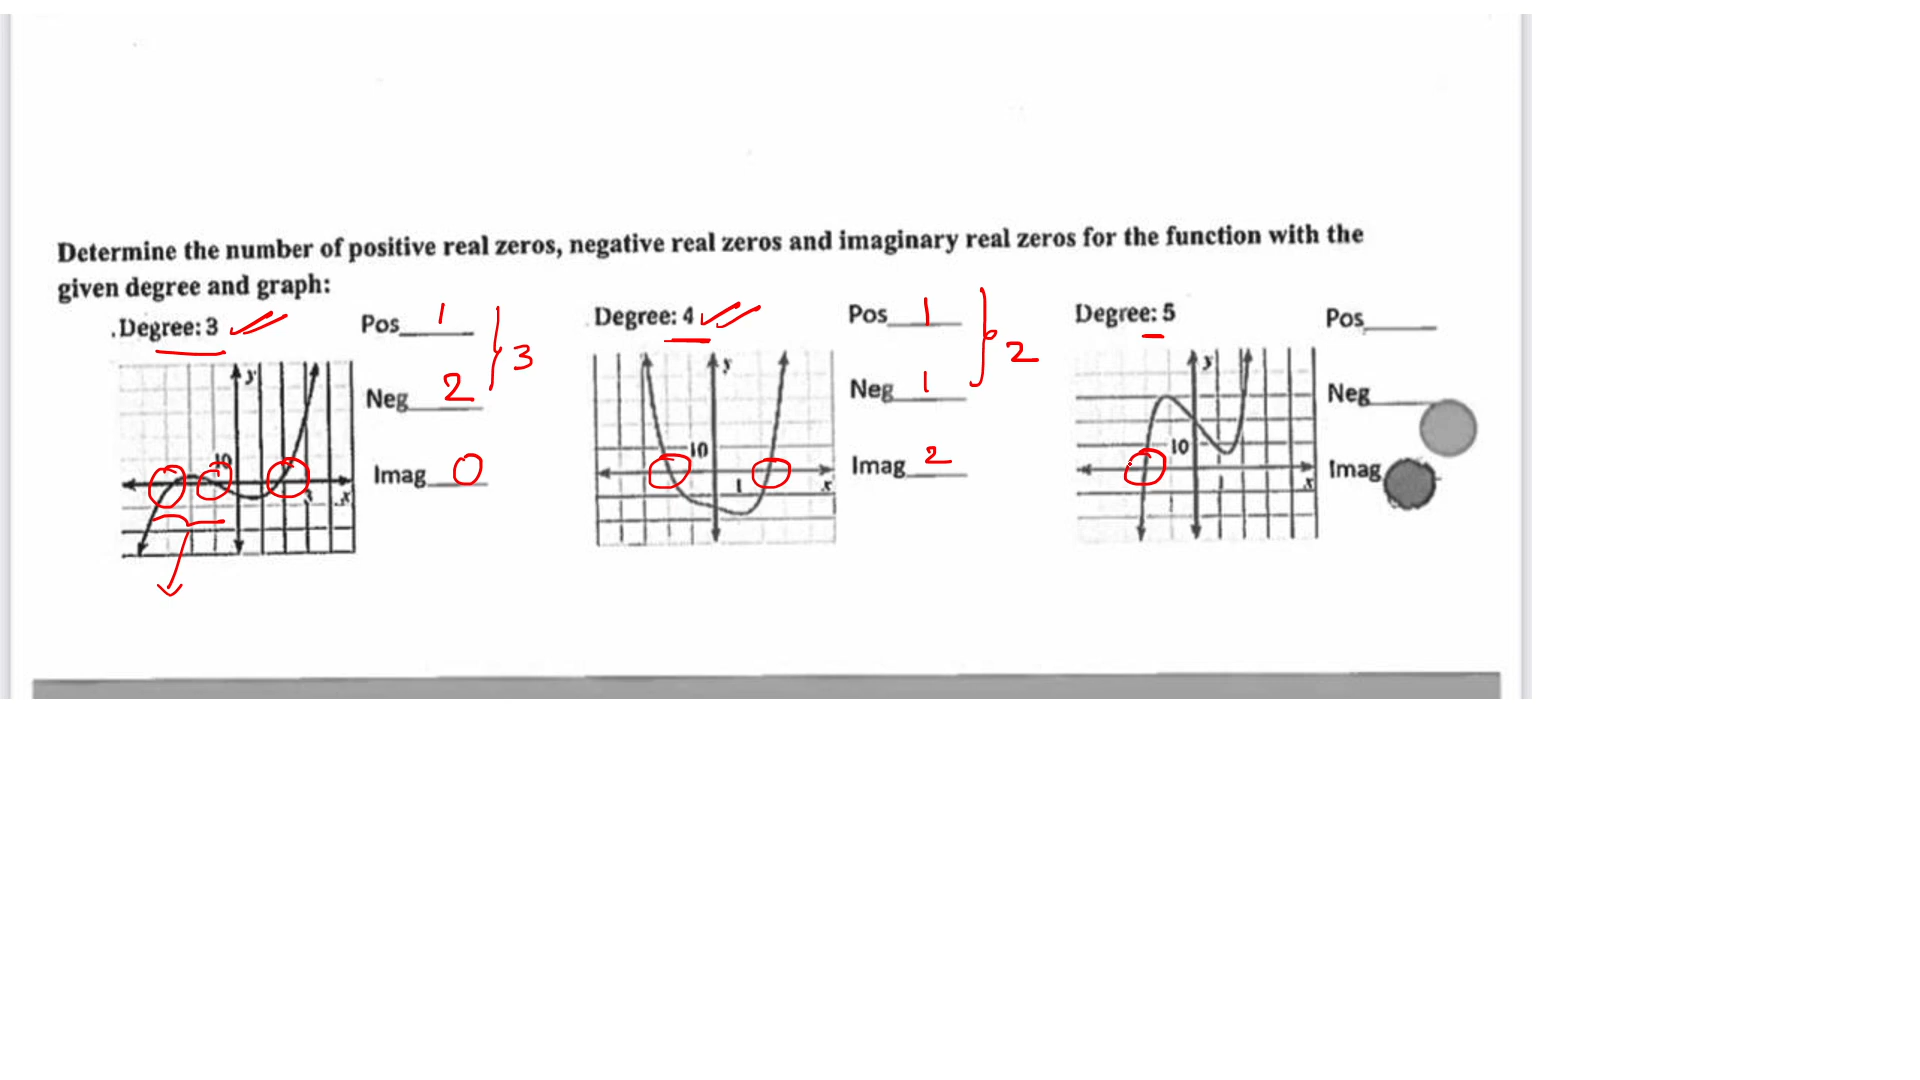 Determine the number of positive real zeros, negative real zeros and imaginary real zeros for the function with the
given degree and graph:
.Degree: 3
Pos 1
Neg 2
Imag 0
3
y
10
3
x
Degree: 4
Pos 1
Neg 1
Imag 2
2
y
10
1
x
Degree: 5
Pos
Neg
Imag
y
10
1
x